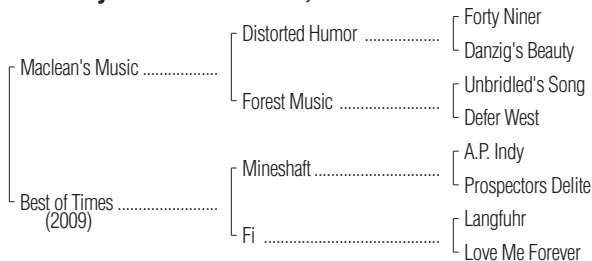 Forty Niner
Distorted Humor ..................
Danzig's Beauty
Maclean's Music ..................
Unbridled's Song
Forest Music ........................
Defer West
A.P. Indy
Mineshaft .............................
Prospectors Delite
Best of Times .......................
(2009)
Langfuhr
Fi .........................................
Love Me Forever